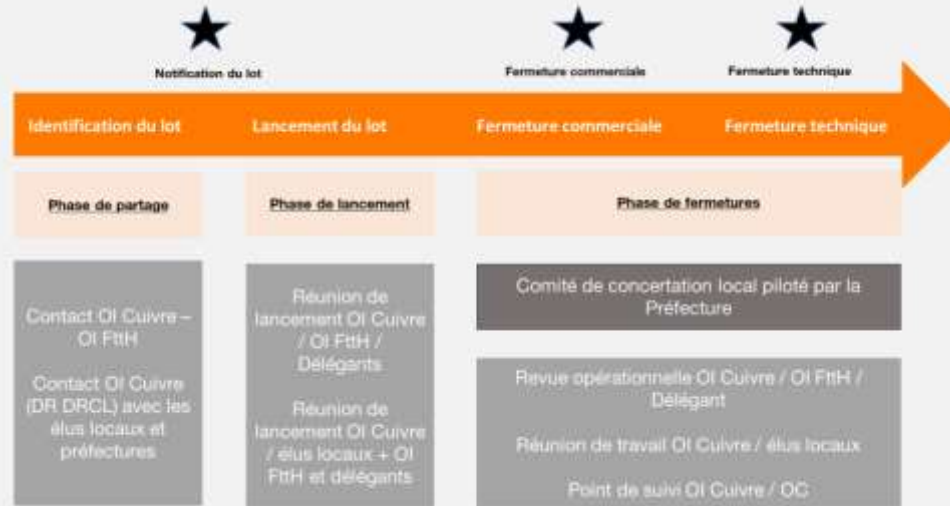 Notification du lot
Fermeture commerciale
Fermeture technique
Identification du lot
Lancement du lot
Fermeture commerciale
Fermeture technique
Phase de partage
Phase de lancement
Phase de fermetures
Contact OI Cuivre –
OI FttH
Contact OI Cuivre
(DR DRCL) avec les
élus locaux et
préfectures
Réunion de
lancement OI Cuivre
/ OI FttH /
Délégants
Réunion de
lancement OI Cuivre
/ élus locaux + OI
FttH et délégants
Comité de concertation local piloté par la
Préfecture
Revue opérationnelle OI Cuivre / OI FttH /
Délégant
Réunion de travail OI Cuivre / élus locaux
Point de suivi OI Cuivre / OC